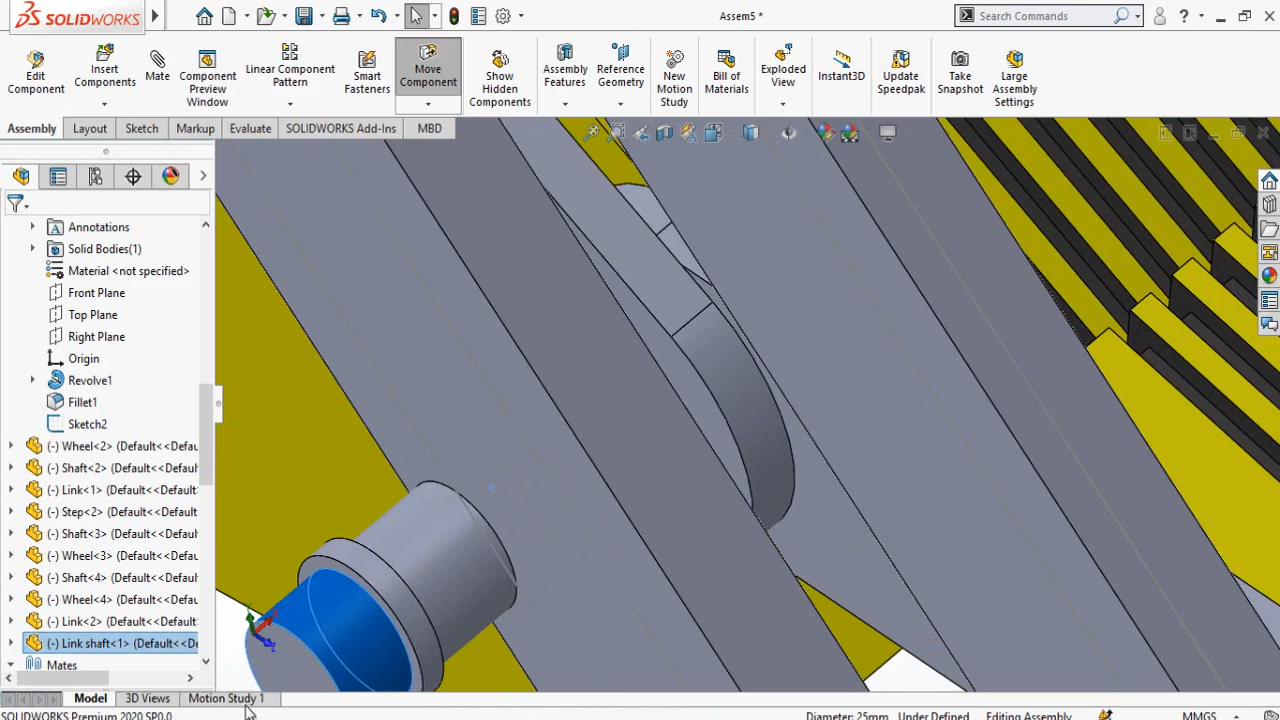 SOLIDWORKS
Assem5 *
Search Commands
Edit Component
Insert Components
Mate
Component Preview Window
Linear Component Pattern
Smart Fasteners
Move Component
Show Hidden Components
Assembly Features
Reference Geometry
New Motion Study
Bill of Materials
Exploded View
Instant3D
Update Speedpak
Take Snapshot
Large Assembly Settings
Assembly Layout Sketch Markup Evaluate SOLIDWORKS Add-Ins MBD
Annotations
Solid Bodies(1)
Material <not specified>
Front Plane
Top Plane
Right Plane
Origin
Revolve1
Fillet1
Sketch2
(-) Wheel<2> (Default<<Defau
(-) Shaft<2> (Default<<Defaul
(-) Link<1> (Default<<Default
(-) Step<2> (Default<<Defaul
(-) Shaft<3> (Default<<Defaul
(-) Wheel<3> (Default<<Defau
(-) Shaft<4> (Default<<Defaul
(-) Wheel<4> (Default<<Defau
(-) Link<2> (Default<<Default
(-) Link shaft<1> (Default<<De
Mates
Model 3D Views Motion Study 1
SOLIDWORKS Premium 2020 SP0.0 Diameter: 25mm Under Defined Editing Assembly MMGS